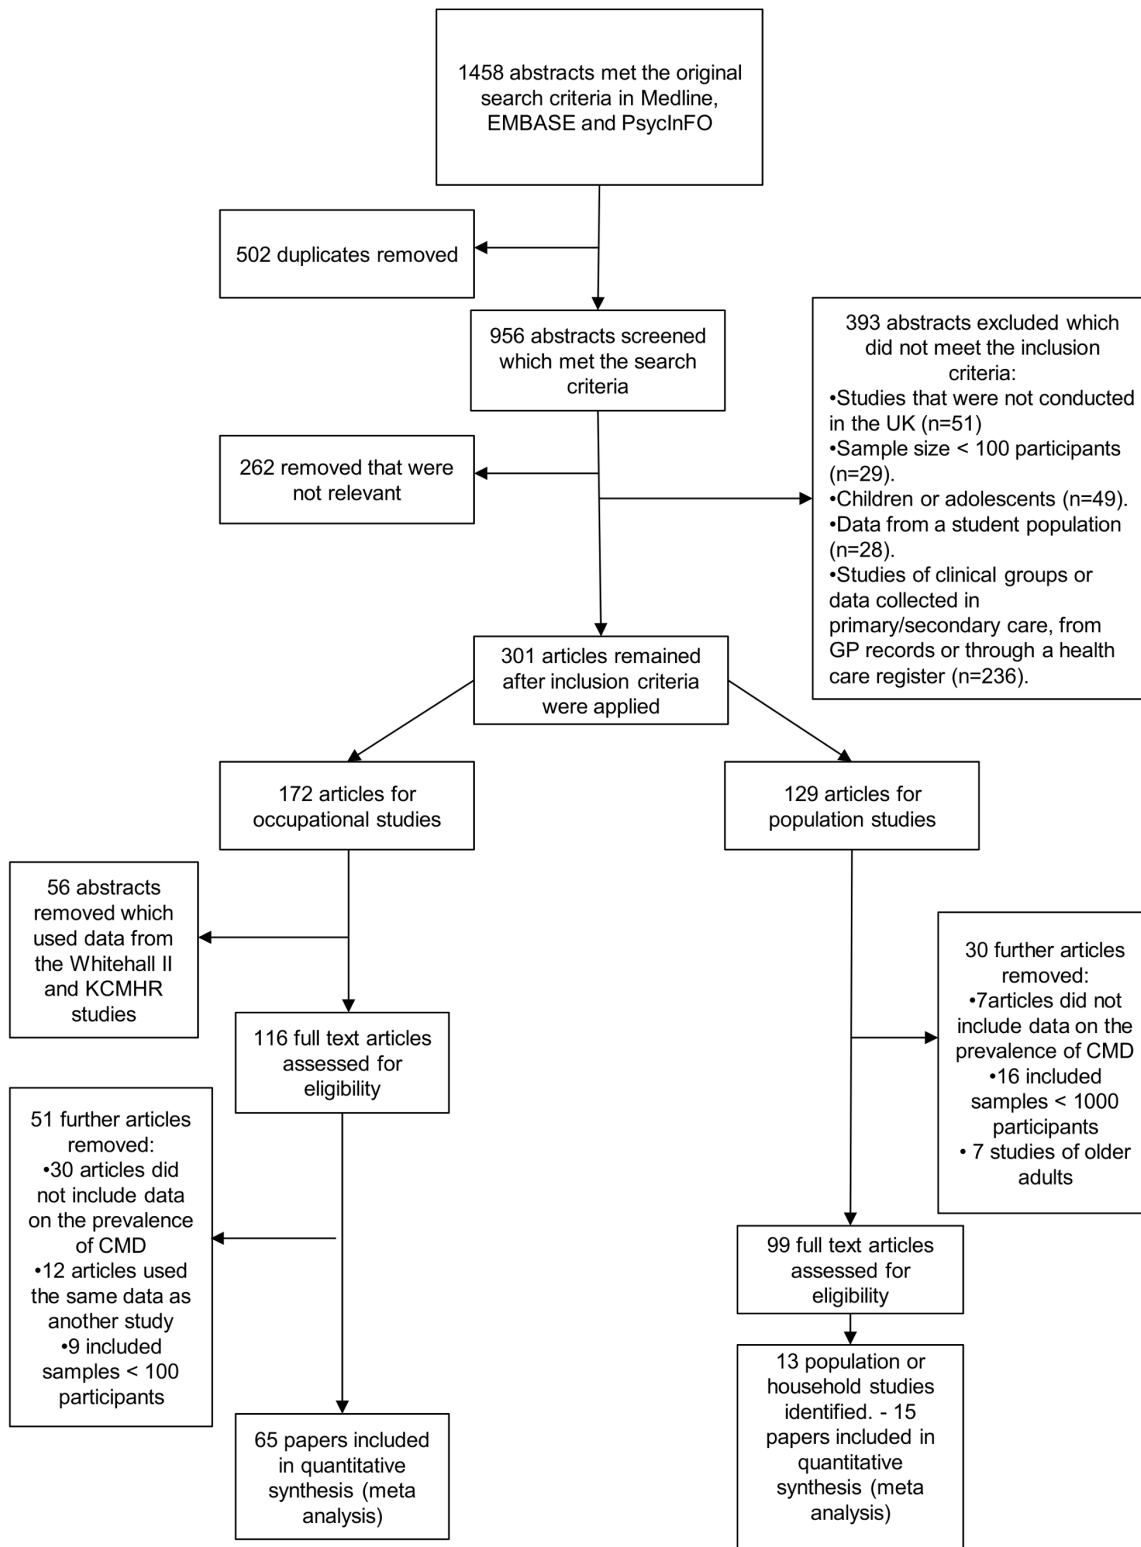 1458 abstracts met the original
search criteria in Medline,
EMBASE and PsycInFO
502 duplicates removed
956 abstracts screened
which met the search
criteria
393 abstracts excluded which
did not meet the inclusion
criteria:
•Studies that were not conducted
in the UK (n=51)
•Sample size < 100 participants
(n=29).
•Children or adolescents (n=49).
•Data from a student population
(n=28).
•Studies of clinical groups or
data collected in
primary/secondary care, from
GP records or through a health
care register (n=236).
262 removed that were
not relevant
301 articles remained
after inclusion criteria
were applied
172 articles for
occupational studies
129 articles for
population studies
56 abstracts
removed which
used data from
the Whitehall II
and KCMHR
studies
30 further articles
removed:
•7articles did not
include data on the
prevalence of CMD
•16 included
samples < 1000
participants
• 7 studies of older
adults
116 full text articles
assessed for
eligibility
51 further articles
removed:
•30 articles did
not include data
on the prevalence
of CMD
•12 articles used
the same data as
another study
•9 included
samples < 100
participants
99 full text articles
assessed for
eligibility
65 papers included
in quantitative
synthesis (meta
analysis)
13 population or
household studies
identified. - 15
papers included in
quantitative
synthesis (meta
analysis)